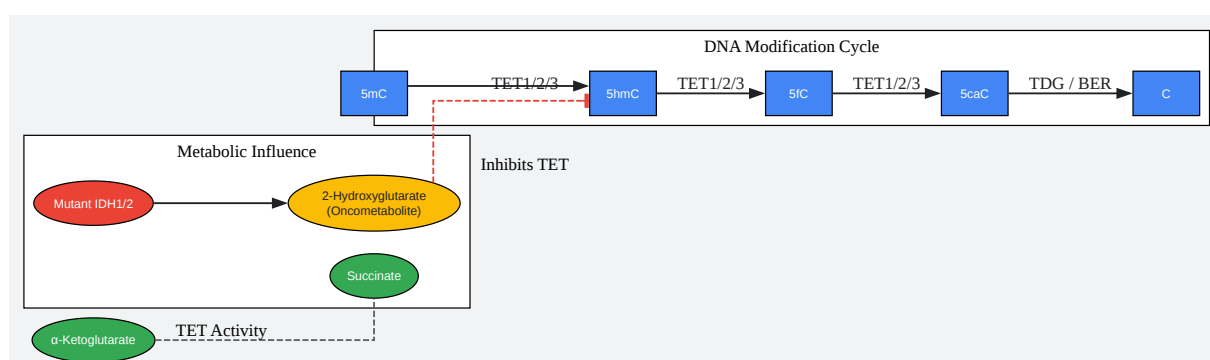 DNA Modification Cycle
5mC
TET1/2/3
5hmC
TET1/2/3
5fC
TET1/2/3
5caC
TDG / BER
C
Metabolic Influence
Inhibits TET
Mutant IDH1/2
2-Hydroxyglutarate
(Oncometabolite)
Succinate
α-Ketoglutarate
TET Activity